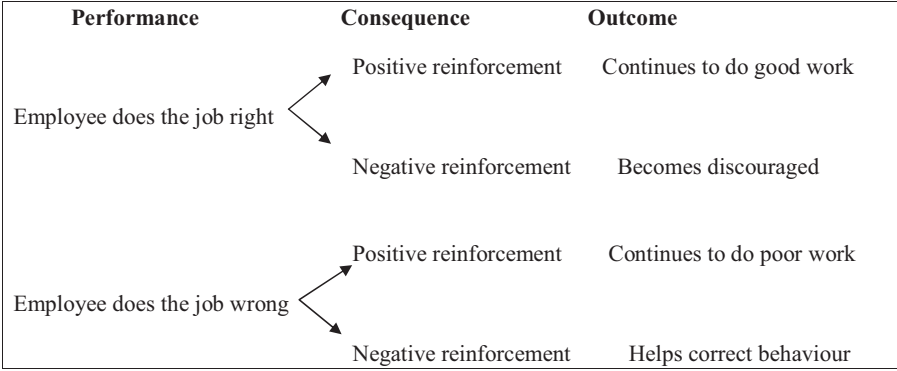 Performance Consequence Outcome
Positive reinforcement Continues to do good work
Employee does the job right
Negative reinforcement Becomes discouraged
Positive reinforcement Continues to do poor work
Employee does the job wrong
Negative reinforcement Helps correct behaviour